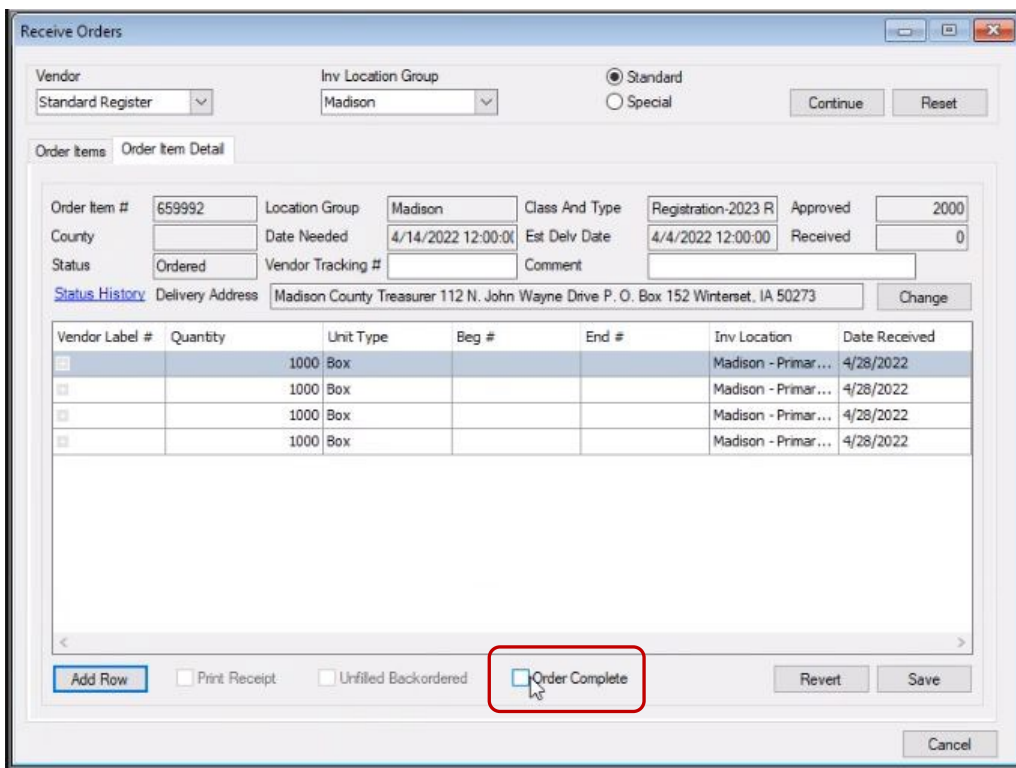 Receive Orders
Vendor Inv Location Group Standard
Standard Register Madison Special Continue Reset
Order Items Order Item Detail
Order Item # 659992 Location Group Madison Class And Type Registration-2023 R Approved 2000
County Date Needed 4/14/2022 12:00:0( Est Delv Date 4/4/2022 12:00:00 Received 0
Status Ordered Vendor Tracking # Comment
Status History Delivery Address Madison County Treasurer 112 N. John Wayne Drive P. O. Box 152 Winterset, IA 50273 Change
Vendor Label # Quantity Unit Type Beg # End # Inv Location Date Received
1000 Box Madison - Primar... 4/28/2022
1000 Box Madison - Primar... 4/28/2022
1000 Box Madison - Primar... 4/28/2022
1000 Box Madison - Primar... 4/28/2022
Add Row Print Receipt Unfilled Backordered Order Complete Revert Save
Cancel